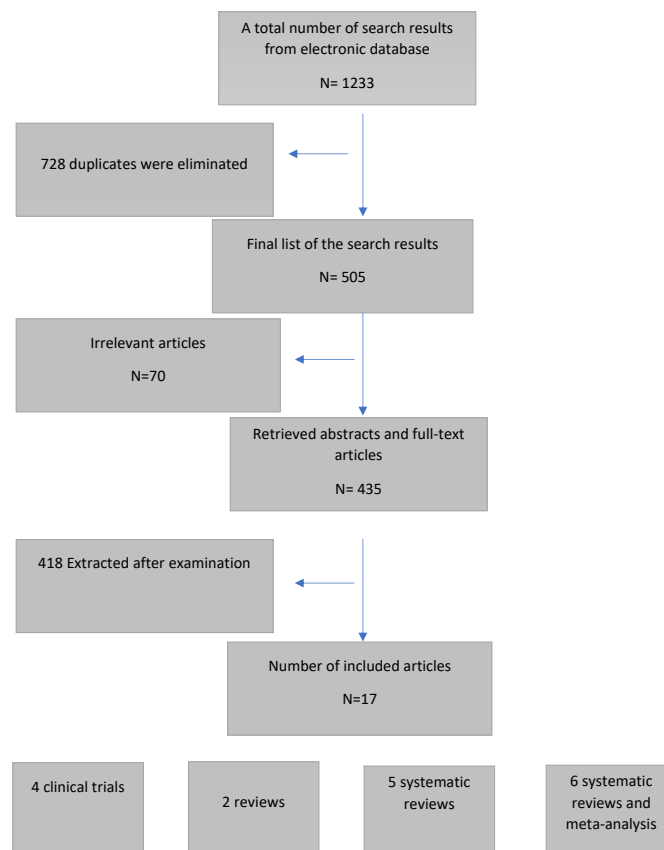 A total number of search results
from electronic database
N= 1233
728 duplicates were eliminated
Final list of the search results
N= 505
Irrelevant articles
N=70
Retrieved abstracts and full-text
articles
N= 435
418 Extracted after examination
Number of included articles
N=17
4 clinical trials
2 reviews
5 systematic
reviews
6 systematic
reviews and
meta-analysis